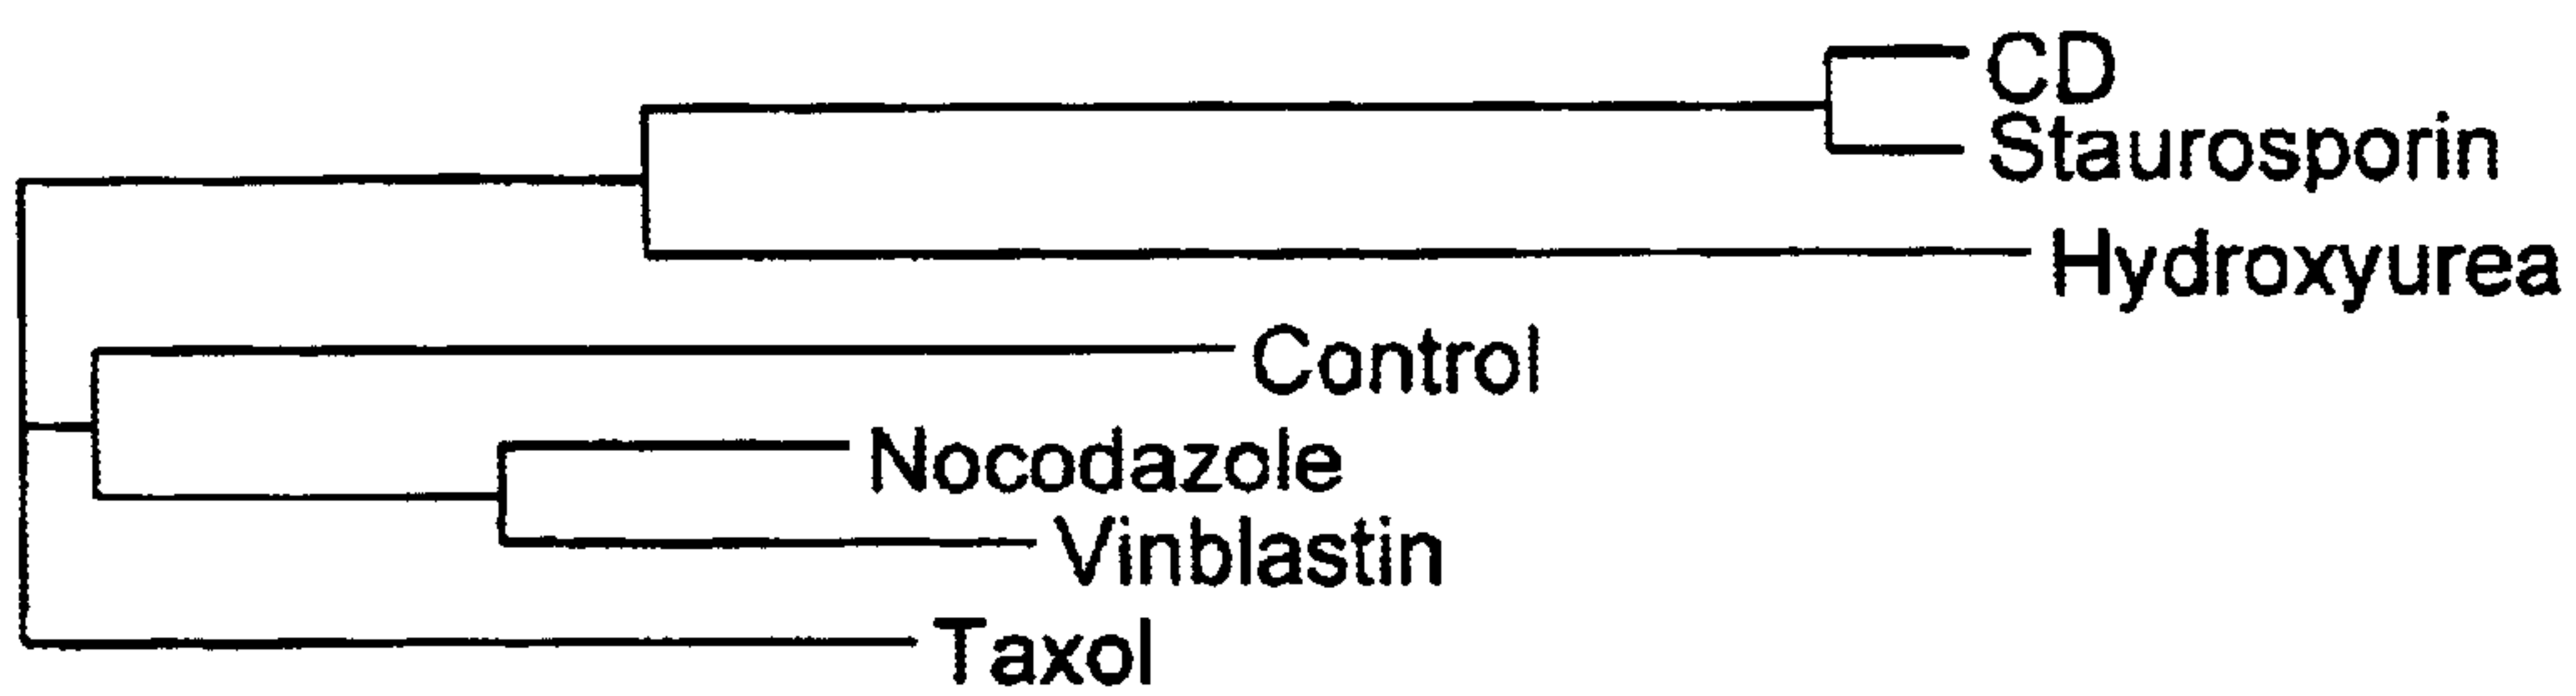 CD
Staurosporin
Hydroxyurea
Control
Nocodazole
Vinblastin
Taxol